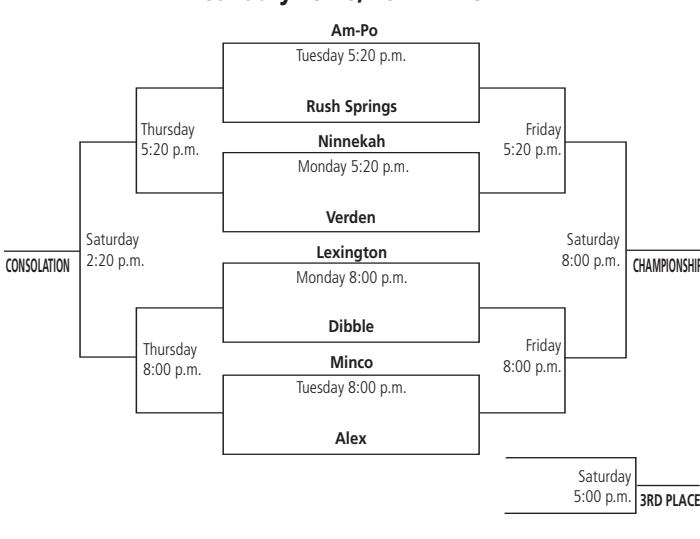 Am-Po
Tuesday 5:20 p.m.
Rush Springs
Thursday
5:20 p.m.
Friday
5:20 p.m.
Ninnekah
Monday 5:20 p.m.
Verden
Saturday
2:20 p.m.
CONSOLATION
Saturday
8:00 p.m.
CHAMPIONSHIP
Lexington
Monday 8:00 p.m.
Dibble
Thursday
8:00 p.m.
Friday
8:00 p.m.
Minco
Tuesday 8:00 p.m.
Alex
Saturday
5:00 p.m.
3RD PLACE